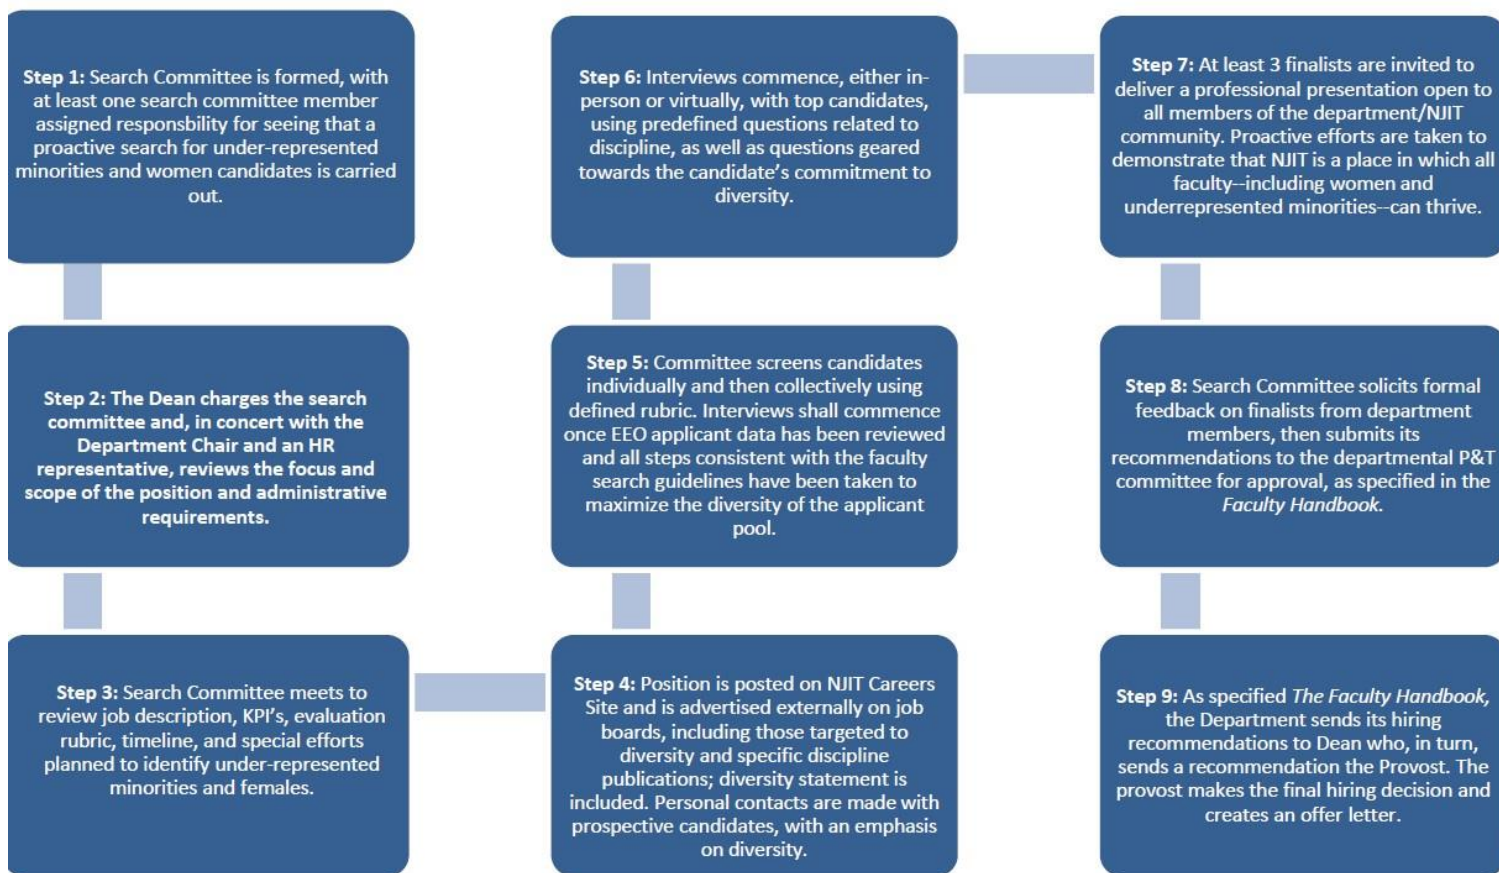 Step 1: Search Committee is formed, with
at least one search committee member
assigned responsbility for seeing that a
proactive search for under-represented
minorities and women candidates is carried
out.
Step 2: The Dean charges the search
committee and, in concert with the
Department Chair and an HR
representative, reviews the focus and
scope of the position and administrative
requirements.
Step 3: Search Committee meets to
review job description, KPI's, evaluation
rubric, timeline, and special efforts
planned to identify under-represented
minorities and females.
Step 4: Position is posted on NJIT Careers
Site and is advertised externally on job
boards, including those targeted to
diversity and specific discipline
publications; diversity statement is
included. Personal contacts are made with
prospective candidates, with an emphasis
on diversity.
Step 5: Committee screens candidates
individually and then collectively using
defined rubric. Interviews shall commence
once EEO applicant data has been reviewed
and all steps consistent with the faculty
search guidelines have been taken to
maximize the diversity of the applicant
pool.
Step 6: Interviews commence, either in-
person or virtually, with top candidates,
using predefined questions related to
discipline, as well as questions geared
towards the candidate's commitment to
diversity.
Step 7: At least 3 finalists are invited to
deliver a professional presentation open to
all members of the department/NJIT
community. Proactive efforts are taken to
demonstrate that NJIT is a place in which all
faculty--including women and
underrepresented minorities--can thrive.
Step 8: Search Committee solicits formal
feedback on finalists from department
members, then submits its
recommendations to the departmental P&T
committee for approval, as specified in the
Faculty Handbook.
Step 9: As specified The Faculty Handbook,
the Department sends its hiring
recommendations to Dean who, in turn,
sends a recommendation the Provost. The
provost makes the final hiring decision and
creates an offer letter.